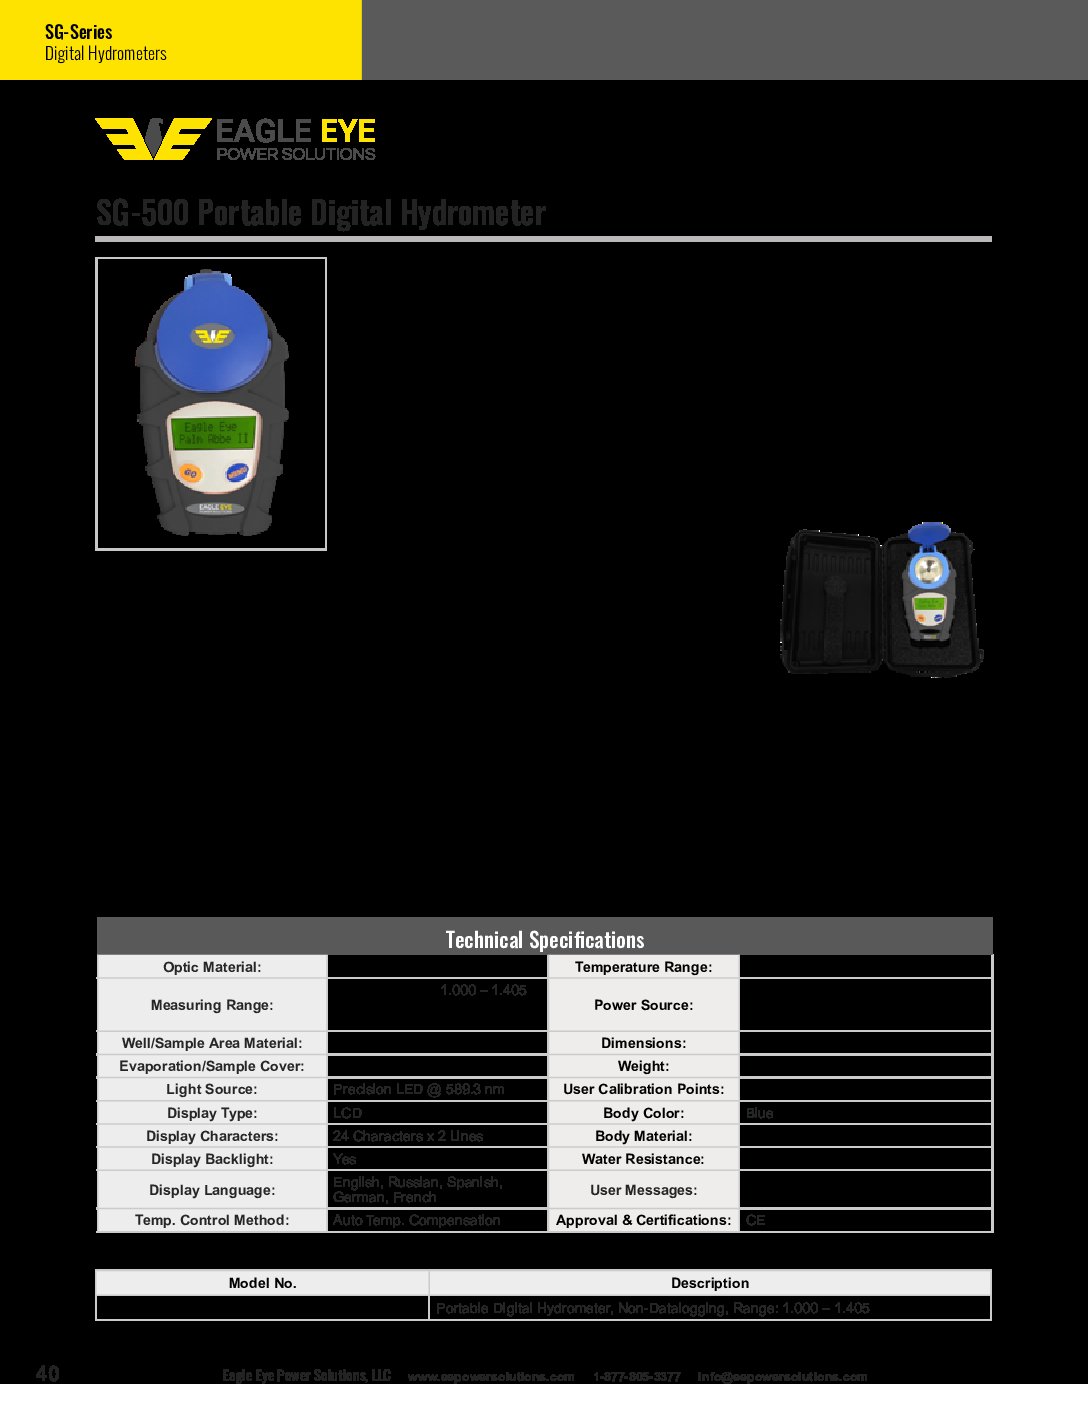 SG-Series
Digital Hydrometers
EAGLE EYE
POWER SOLUTIONS
SG-500 Portable Digital Hydrometer
Eagle Eye
Palm Abbe II
GO
EAGLE EYE
Technical Specifications
Optic Material:
Temperature Range:
Measuring Range:
1.000 – 1.405
Power Source:
Well/Sample Area Material:
Dimensions:
Evaporation/Sample Cover:
Weight:
Light Source:
Precision LED @ 589.3 nm
User Calibration Points:
Display Type:
LCD
Body Color:
Blue
Display Characters:
24 Characters x 2 Lines
Body Material:
Display Backlight:
Yes
Water Resistance:
Display Language:
English, Russian, Spanish,
German, French
User Messages:
Temp. Control Method:
Auto Temp. Compensation
Approval & Certifications:
CE
Model No.
Description
Portable Digital Hydrometer, Non-Datalogging, Range: 1.000 – 1.405
40
Eagle Eye Power Solutions, LLC
www.eepowersolutions.com
1-877-805-3377
info@eepowersolutions.com